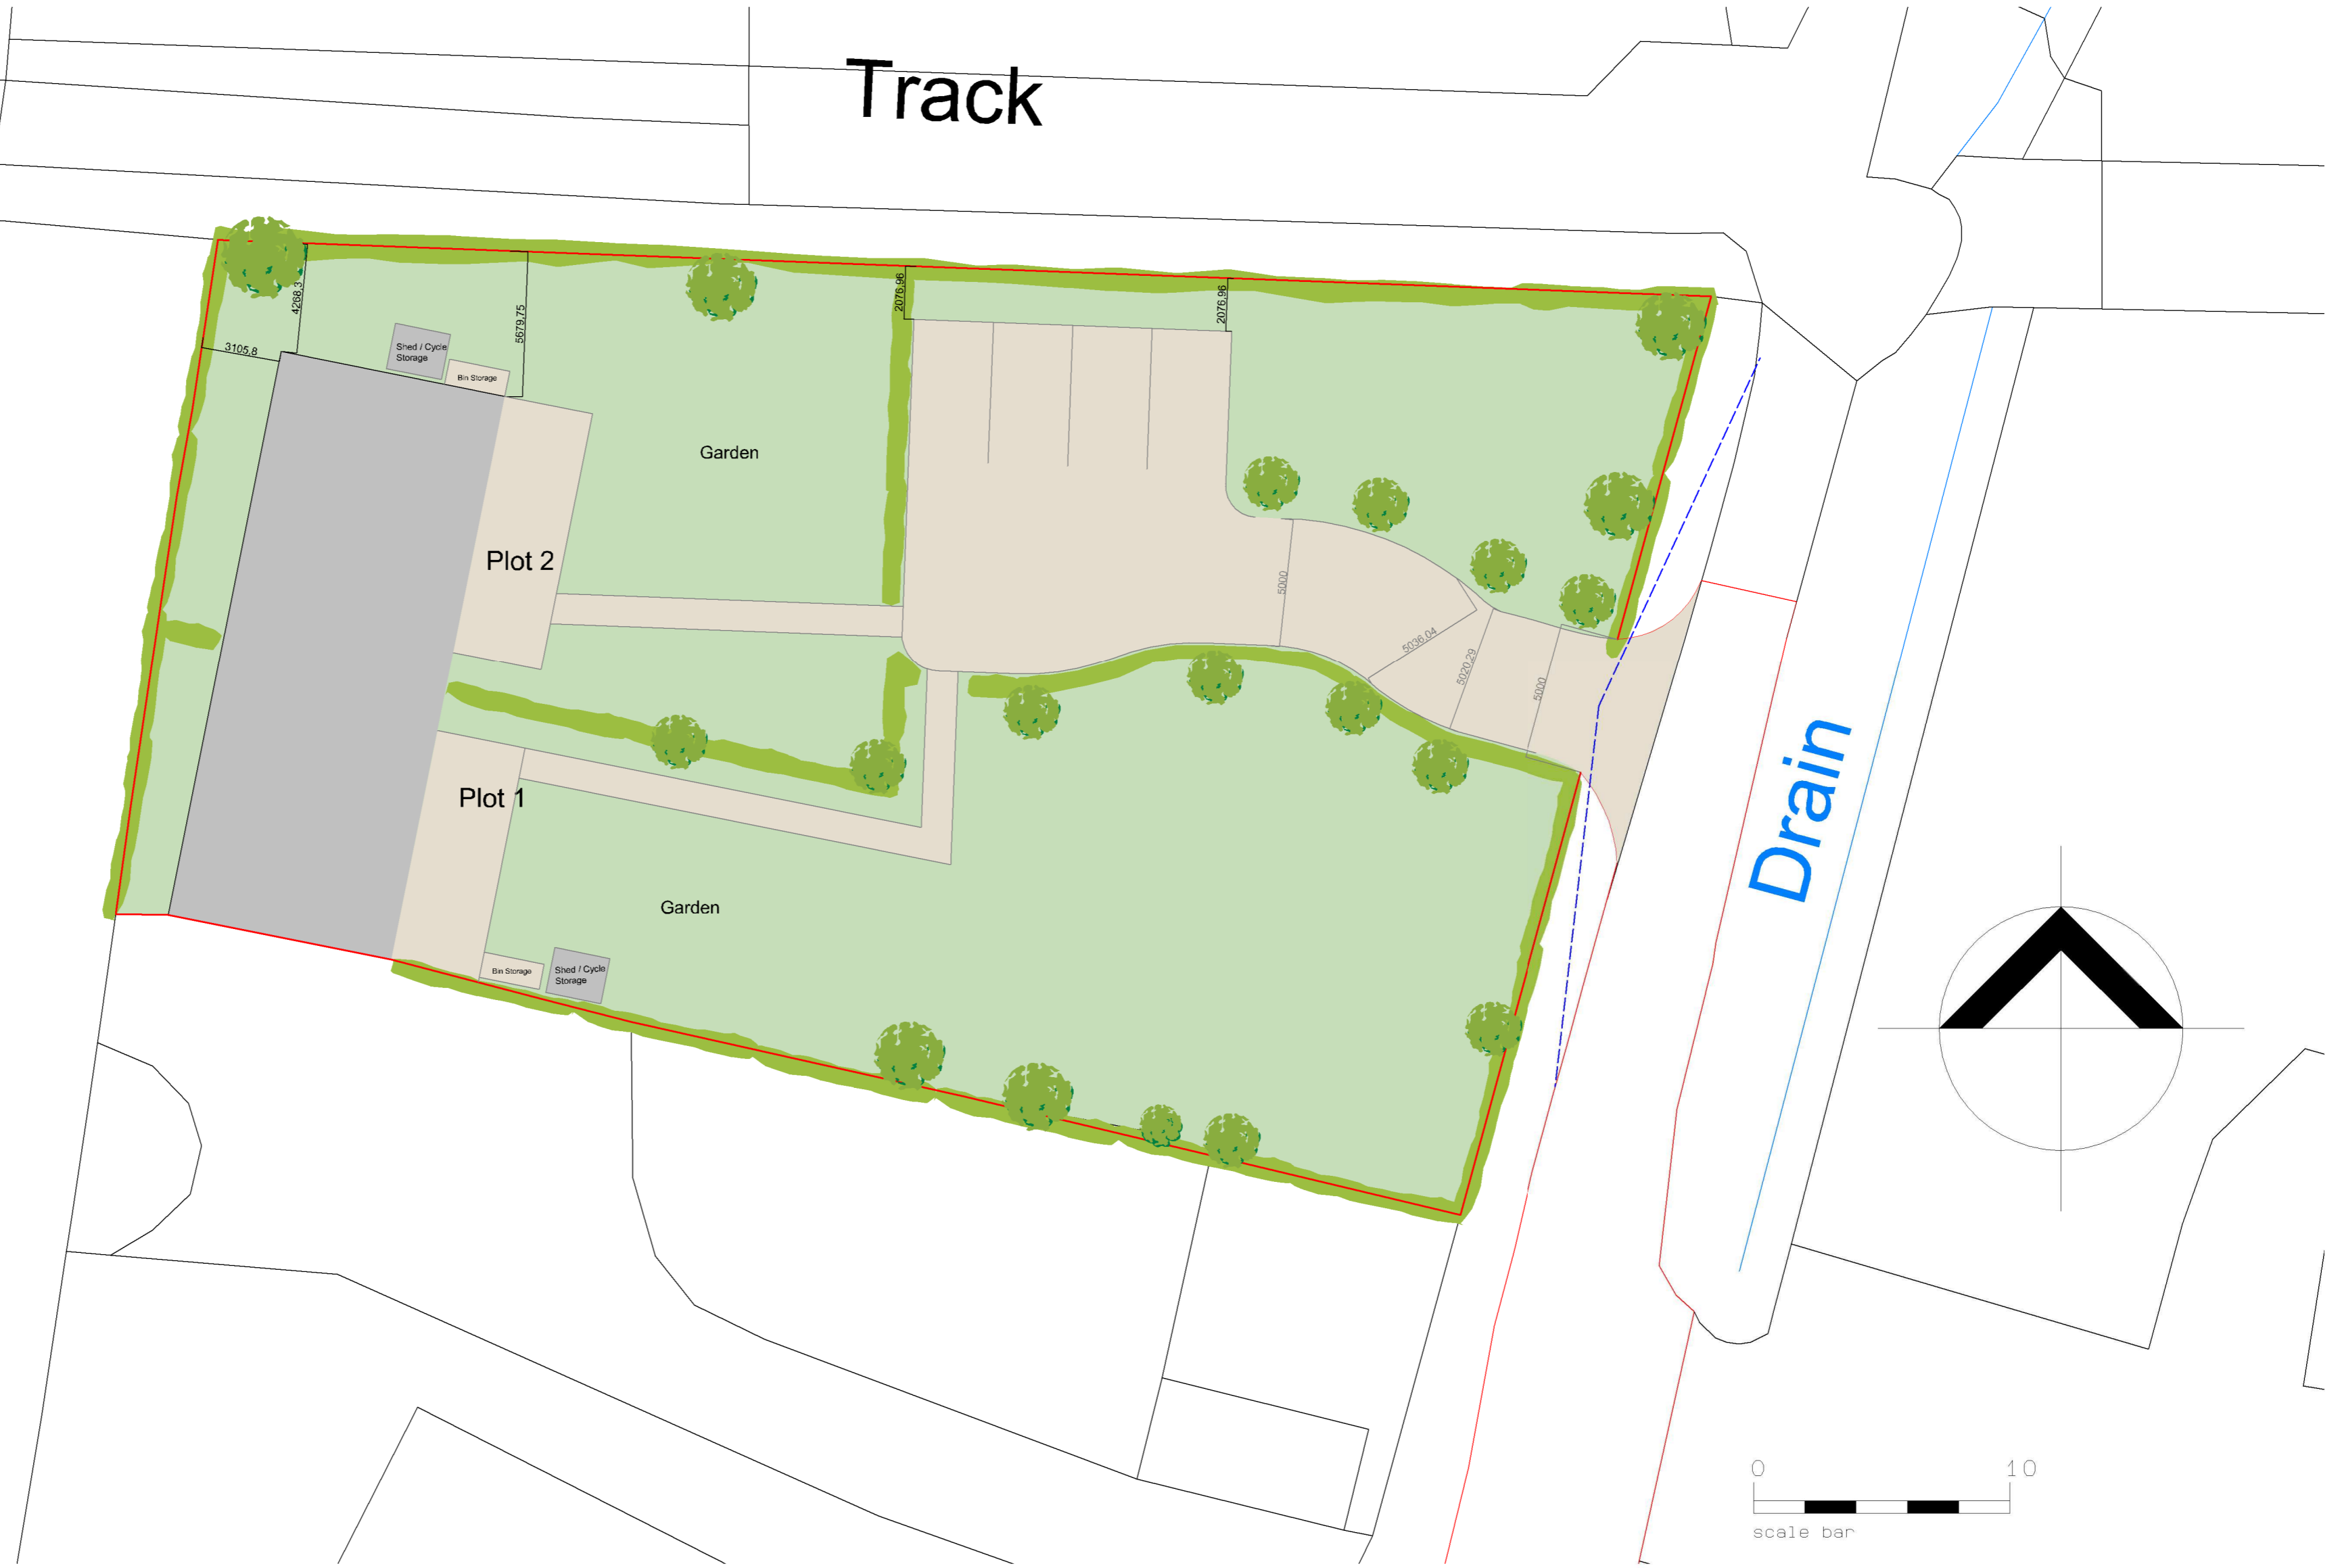 Track
4268,3
5679,75
2076,96
2076,96
3105,8
Shed / Cycle
Storage
Bin Storage
Garden
Plot 2
5000
5036,04
5020,29
5000
Plot 1
Drain
Garden
Bin Storage
Shed / Cycle
Storage
0 10
scale bar